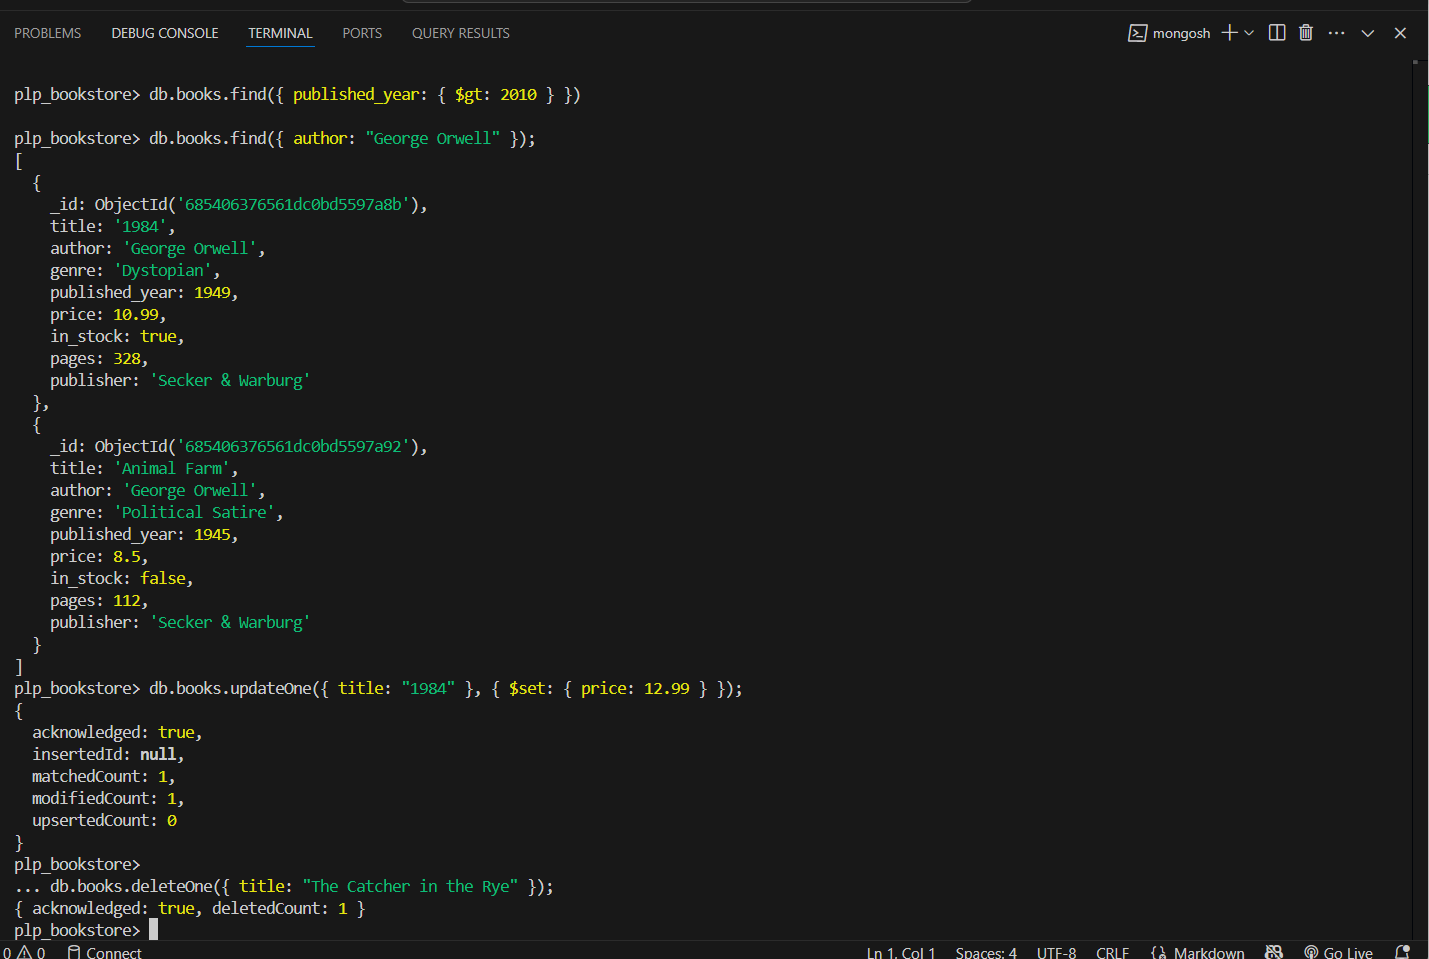 PROBLEMS DEBUG CONSOLE TERMINAL PORTS QUERY RESULTS mongosh
plp_bookstore> db.books.find({ published_year: { $gt: 2010 } })
plp_bookstore> db.books.find({ author: "George Orwell" });
[
  {
    _id: ObjectId('685406376561dc0bd5597a8b'),
    title: '1984',
    author: 'George Orwell',
    genre: 'Dystopian',
    published_year: 1949,
    price: 10.99,
    in_stock: true,
    pages: 328,
    publisher: 'Secker & Warburg'
  },
  {
    _id: ObjectId('685406376561dc0bd5597a92'),
    title: 'Animal Farm',
    author: 'George Orwell',
    genre: 'Political Satire',
    published_year: 1945,
    price: 8.5,
    in_stock: false,
    pages: 112,
    publisher: 'Secker & Warburg'
  }
]
plp_bookstore> db.books.updateOne({ title: "1984" }, { $set: { price: 12.99 } });
{
  acknowledged: true,
  insertedId: null,
  matchedCount: 1,
  modifiedCount: 1,
  upsertedCount: 0
}
plp_bookstore>
... db.books.deleteOne({ title: "The Catcher in the Rye" });
{ acknowledged: true, deletedCount: 1 }
plp_bookstore>
0 0 Connect Ln 1, Col 1 Spaces: 4 UTF-8 CRLF Markdown Go Live